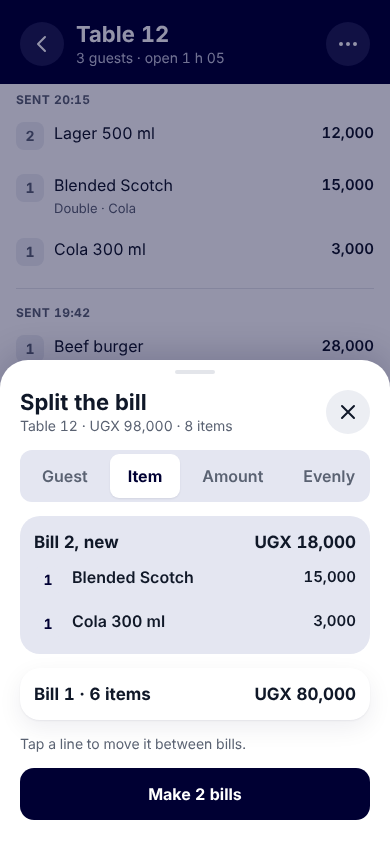 Table 12
3 guests · open 1 h 05
SENT 20:15
2 Lager 500 ml 12,000
1 Blended Scotch 15,000
Double · Cola
1 Cola 300 ml 3,000
SENT 19:42
1 Beef burger 28,000
Split the bill
Table 12 · UGX 98,000 · 8 items
Guest Item Amount Evenly
Bill 2, new UGX 18,000
1 Blended Scotch 15,000
1 Cola 300 ml 3,000
Bill 1 · 6 items UGX 80,000
Tap a line to move it between bills.
Make 2 bills